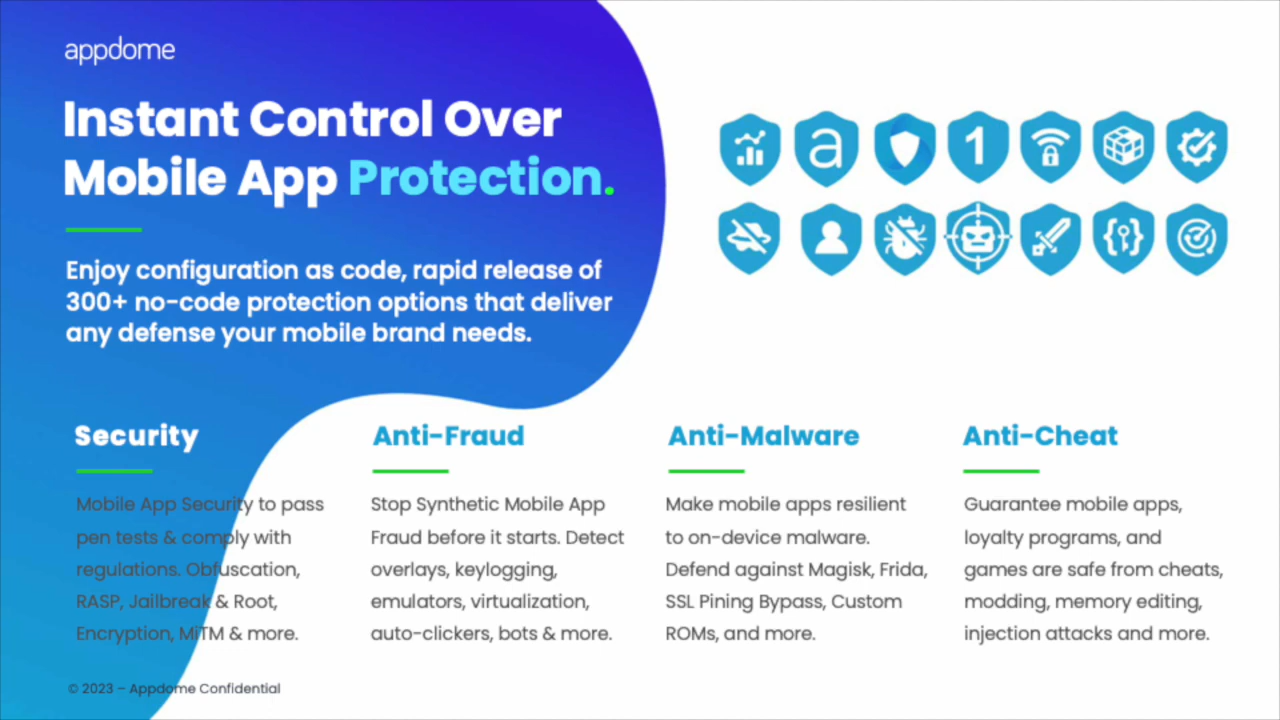 appdome
Instant Control Over
Mobile App Protection.
Enjoy configuration as code, rapid release of
300+ no-code protection options that deliver
any defense your mobile brand needs.
a
1
Security
Mobile App Security to pass
pen tests & comply with
regulations. Obfuscation,
RASP, Jailbreak & Root,
Encryption, MiTM & more.
Anti-Fraud
Stop Synthetic Mobile App
Fraud before it starts. Detect
overlays, keylogging,
emulators, virtualization,
auto-clickers, bots & more.
Anti-Malware
Make mobile apps resilient
to on-device malware.
Defend against Magisk, Frida,
SSL Pining Bypass, Custom
ROMs, and more.
Anti-Cheat
Guarantee mobile apps,
loyalty programs, and
games are safe from cheats,
modding, memory editing,
injection attacks and more.
© 2023 – Appdome Confidential